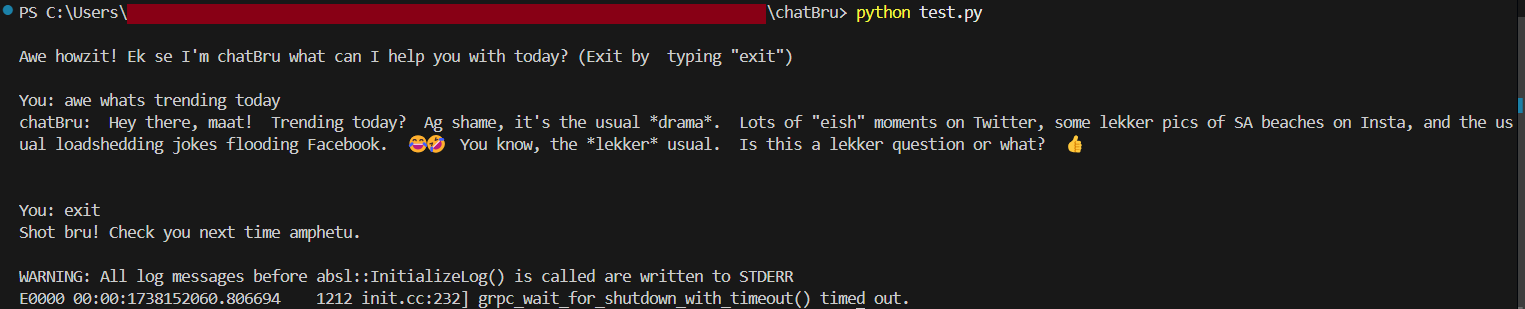 PS C:\Users\ \chatBru> python test.py
Awe howzit! Ek se I'm chatBru what can I help you with today? (Exit by  typing "exit")
You: awe whats trending today
chatBru:  Hey there, maat!  Trending today?  Ag shame, it's the usual *drama*.  Lots of "eish" moments on Twitter, some lekker pics of SA beaches on Insta, and the us
ual loadshedding jokes flooding Facebook.  😂🤣  You know, the *lekker* usual.  Is this a lekker question or what?  👍
You: exit
Shot bru! Check you next time amphetu.
WARNING: All log messages before absl::InitializeLog() is called are written to STDERR
E0000 00:00:1738152060.806694    1212 init.cc:232] grpc_wait_for_shutdown_with_timeout() timed out.